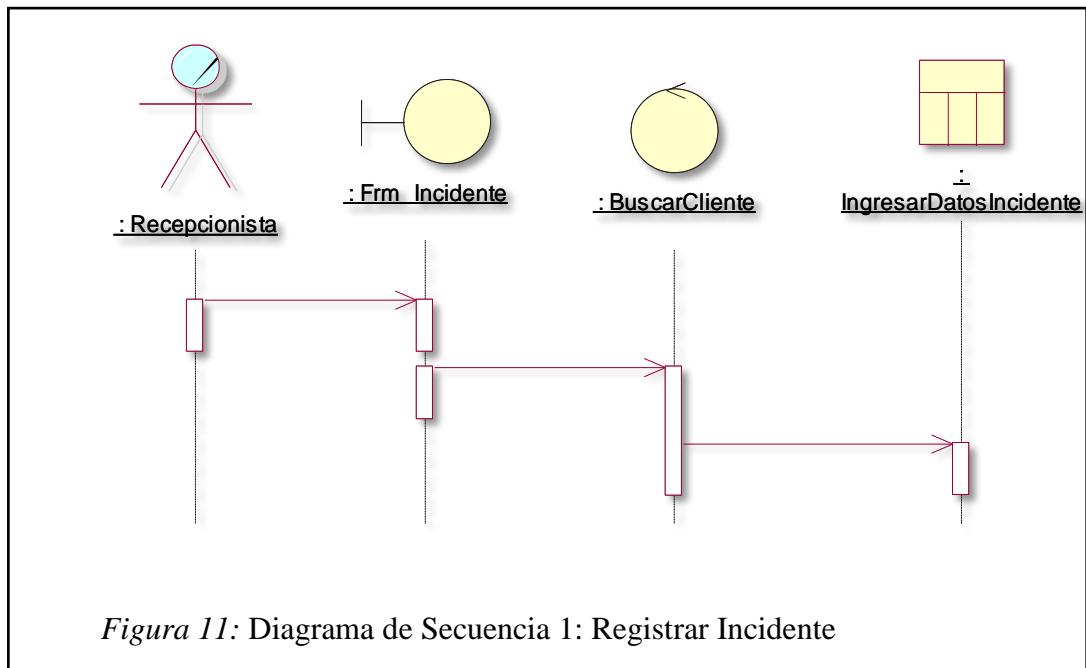 : Recepcionista
: Frm_Incidente
: BuscarCliente
:
IngresarDatosIncidente
Figura 11: Diagrama de Secuencia 1: Registrar Incidente